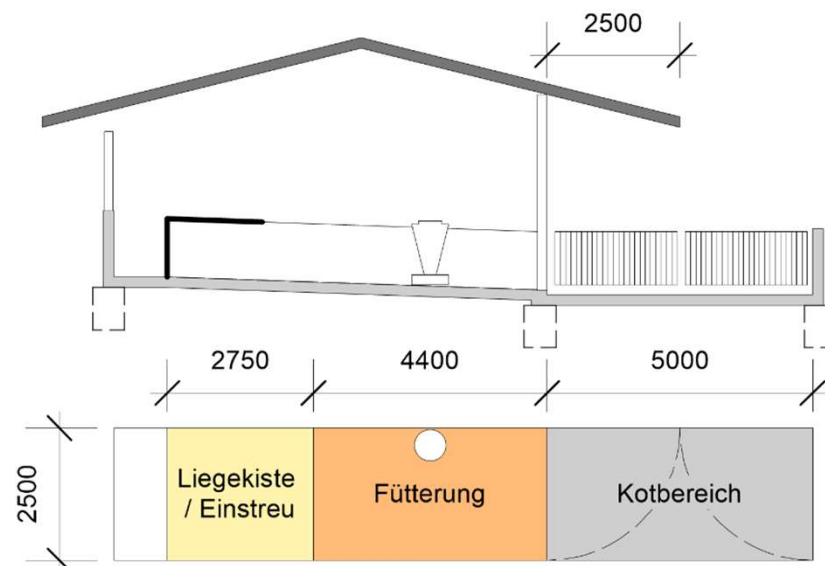 2500
2750
4400
5000
2500
Liegekiste
/ Einstreu
Fütterung
Kotbereich